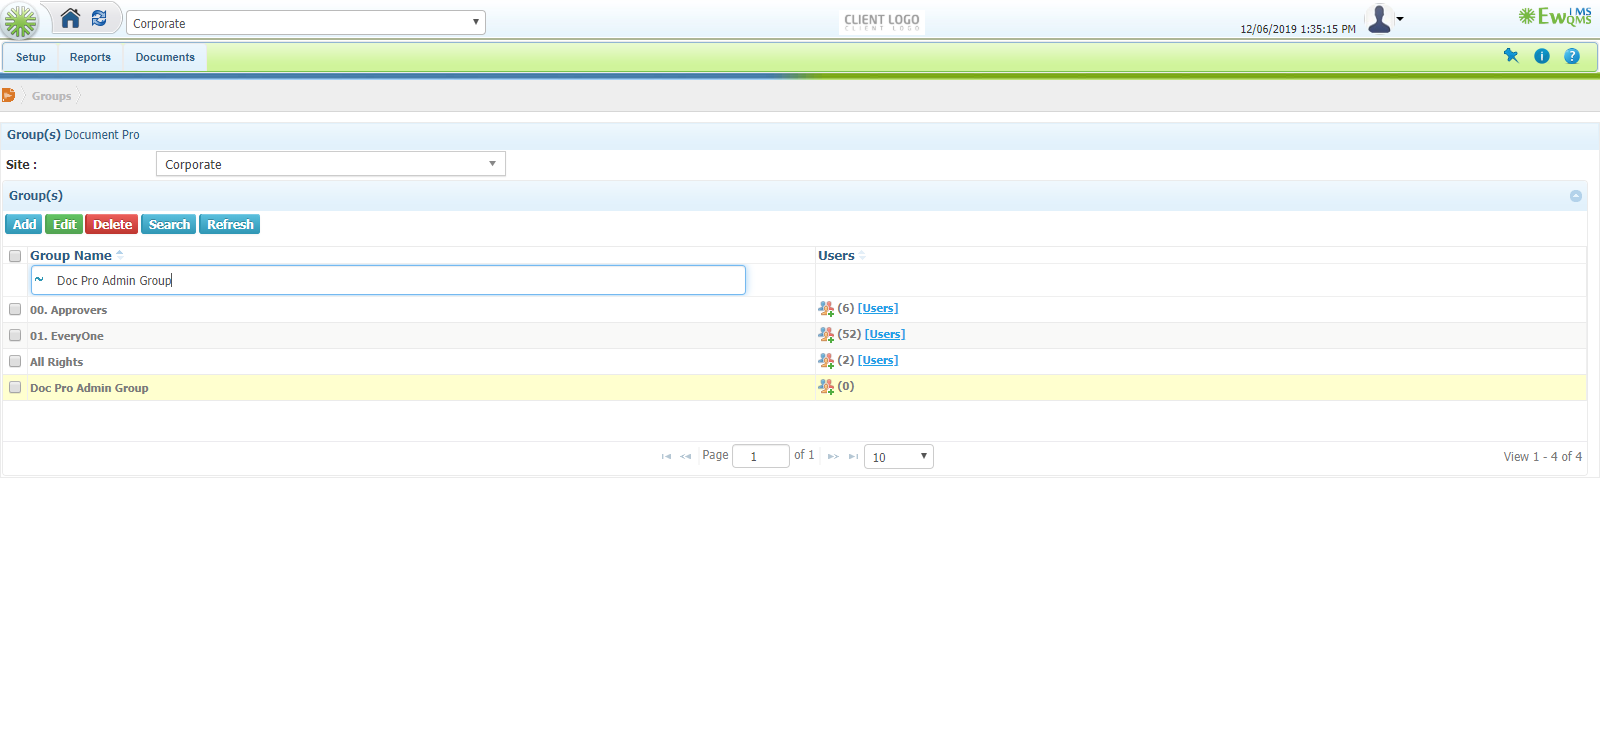 Corporate
CLIENT LOGO
CLIENT LOGO
12/06/2019 1:35:15 PM
EwQMS IMS
Setup Reports Documents
Groups
Group(s) Document Pro
Site : Corporate
Group(s)
Add Edit Delete Search Refresh
Group Name Users
~ Doc Pro Admin Group
00. Approvers (6) [Users]
01. EveryOne (52) [Users]
All Rights (2) [Users]
Doc Pro Admin Group (0)
Page 1 of 1 10 View 1 - 4 of 4